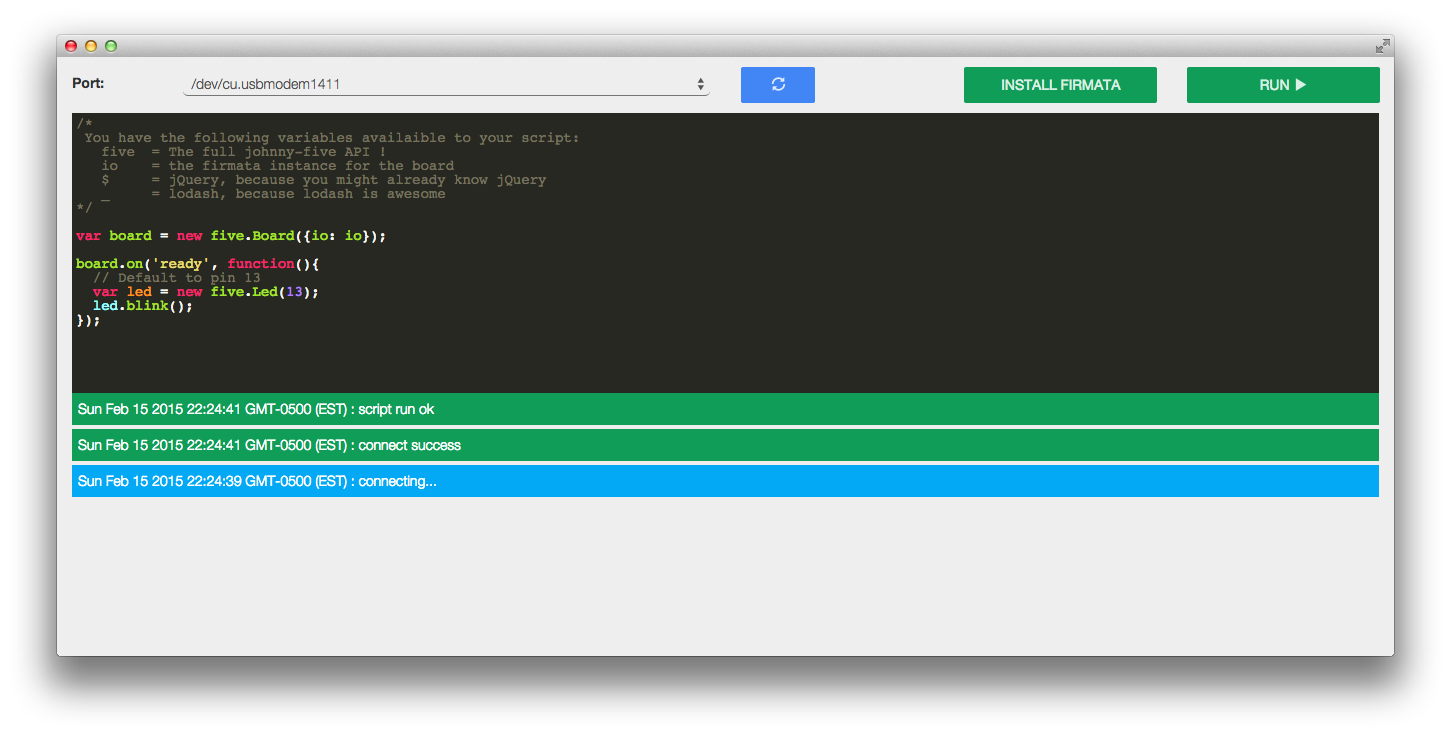 Port: /dev/cu.usbmodem1411 INSTALL FIRMATA RUN
/*
 You have the following variables availaible to your script:
   five  = The full johnny-five API !
   io    = the firmata instance for the board
   $     = jQuery, because you might already know jQuery
   _     = lodash, because lodash is awesome
*/
var board = new five.Board({io: io});
board.on('ready', function(){
  // Default to pin 13
  var led = new five.Led(13);
  led.blink();
});
Sun Feb 15 2015 22:24:41 GMT-0500 (EST) : script run ok
Sun Feb 15 2015 22:24:41 GMT-0500 (EST) : connect success
Sun Feb 15 2015 22:24:39 GMT-0500 (EST) : connecting...